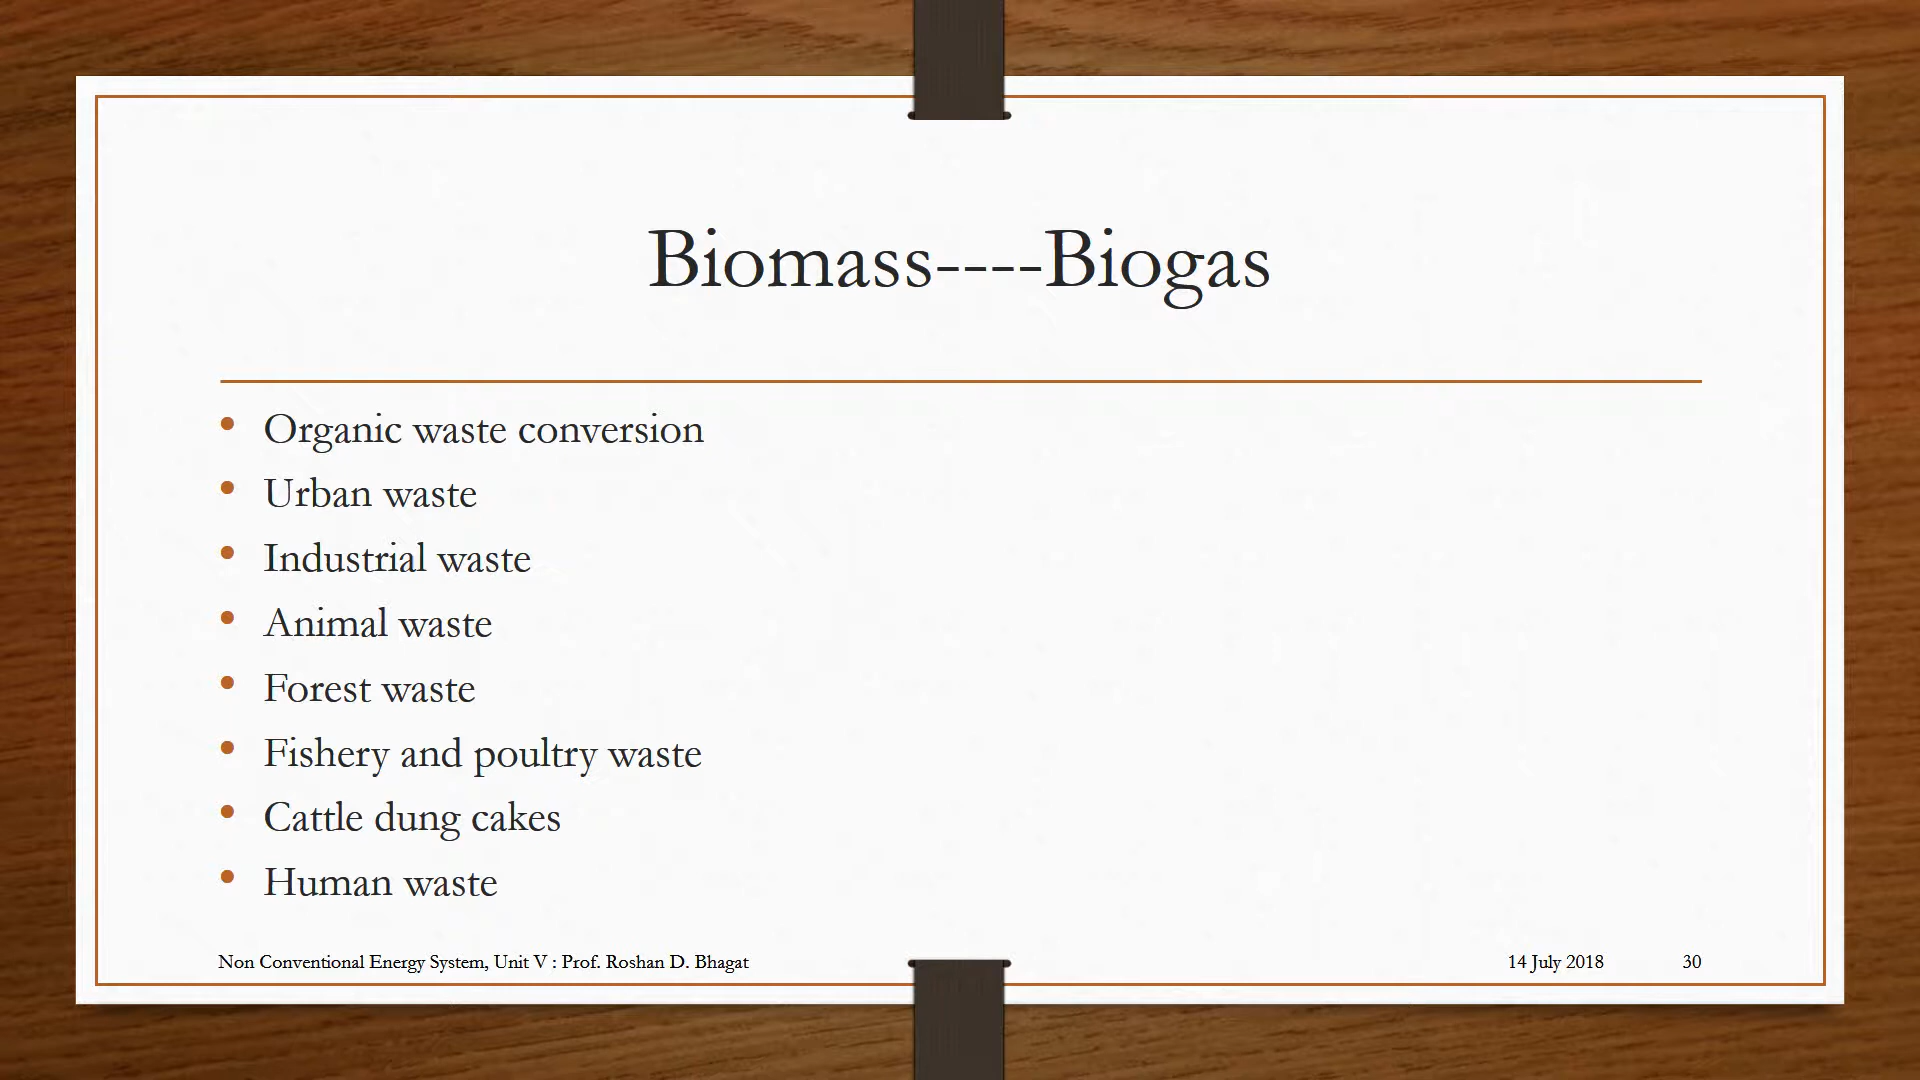 Biomass----Biogas
• Organic waste conversion
• Urban waste
• Industrial waste
• Animal waste
• Forest waste
• Fishery and poultry waste
• Cattle dung cakes
• Human waste
Non Conventional Energy System, Unit V : Prof. Roshan D. Bhagat 14 July 2018 30